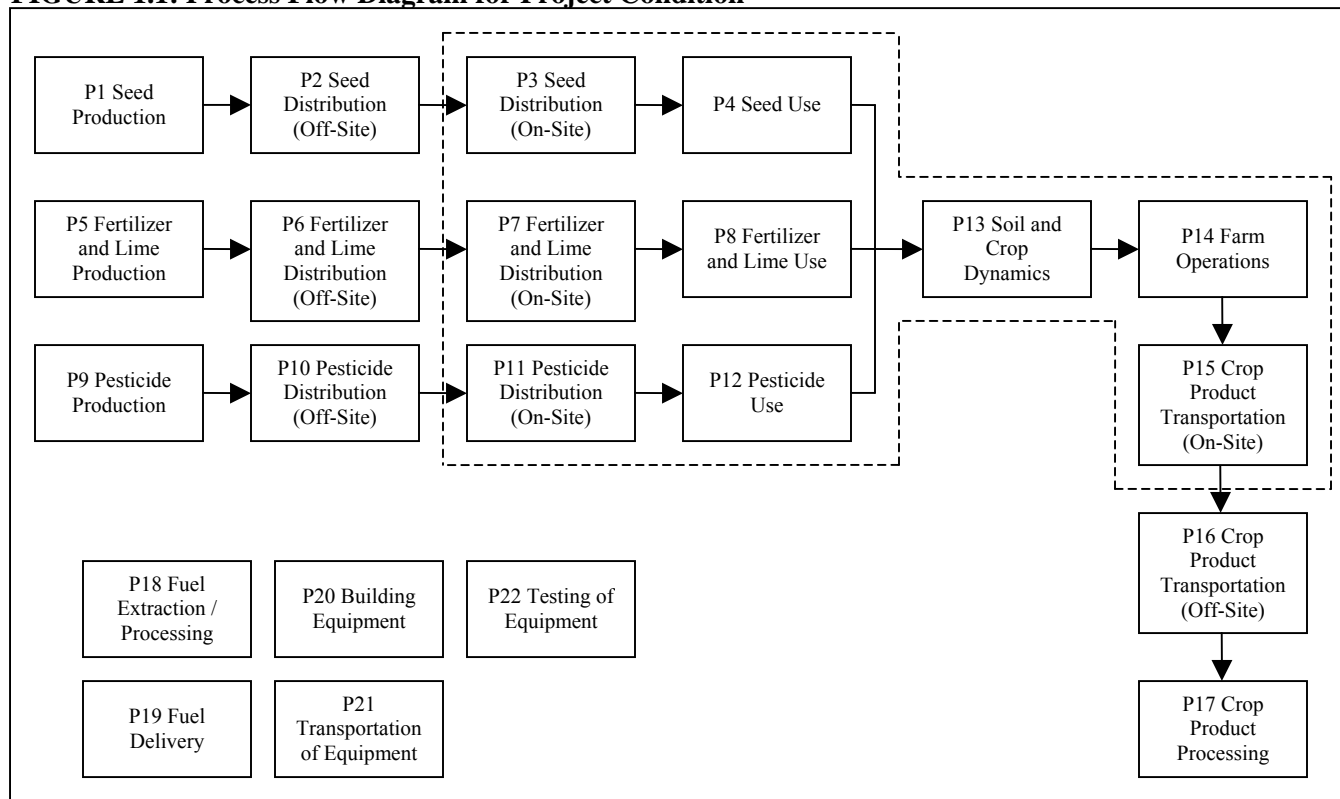 FIGURE 1.1: Process Flow Diagram for Project Condition
P1 Seed
Production
P2 Seed
Distribution
(Off-Site)
P3 Seed
Distribution
(On-Site)
P4 Seed Use
P5 Fertilizer
and Lime
Production
P6 Fertilizer
and Lime
Distribution
(Off-Site)
P7 Fertilizer
and Lime
Distribution
(On-Site)
P8 Fertilizer
and Lime Use
P13 Soil and
Crop
Dynamics
P14 Farm
Operations
P9 Pesticide
Production
P10 Pesticide
Distribution
(Off-Site)
P11 Pesticide
Distribution
(On-Site)
P12 Pesticide
Use
P15 Crop
Product
Transportation
(On-Site)
P16 Crop
Product
Transportation
(Off-Site)
P18 Fuel
Extraction /
Processing
P20 Building
Equipment
P22 Testing of
Equipment
P19 Fuel
Delivery
P21
Transportation
of Equipment
P17 Crop
Product
Processing